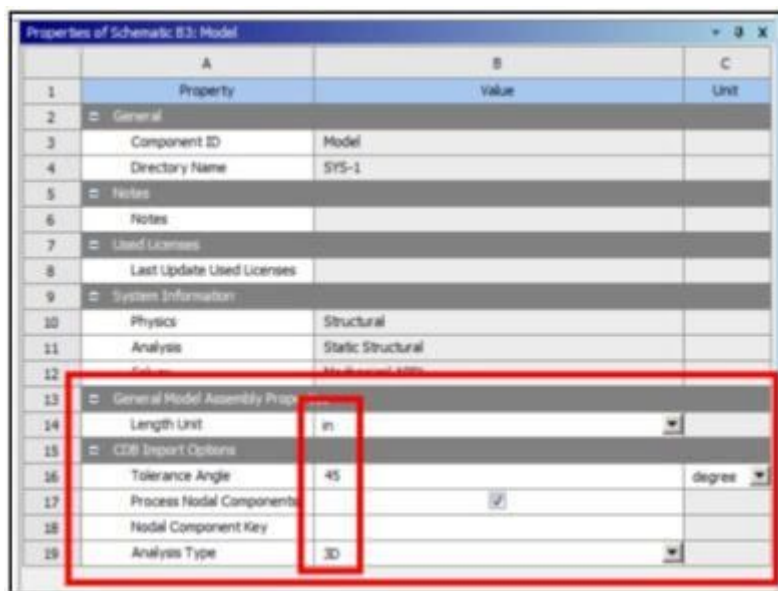 Properties of Schematic B3: Model
A B C
1 Property Value Unit
2 General
3 Component ID Model
4 Directory Name SYS-1
5 Notes
6 Notes
7 Used Licenses
8 Last Update Used Licenses
9 System Information
10 Physics Structural
11 Analysis Static Structural
12
13 General Model Assembly
14 Length Unit in
15 CDB Import Options
16 Tolerance Angle 45 degree
17 Process Nodal Components
18 Nodal Component Key
19 Analysis Type 3D